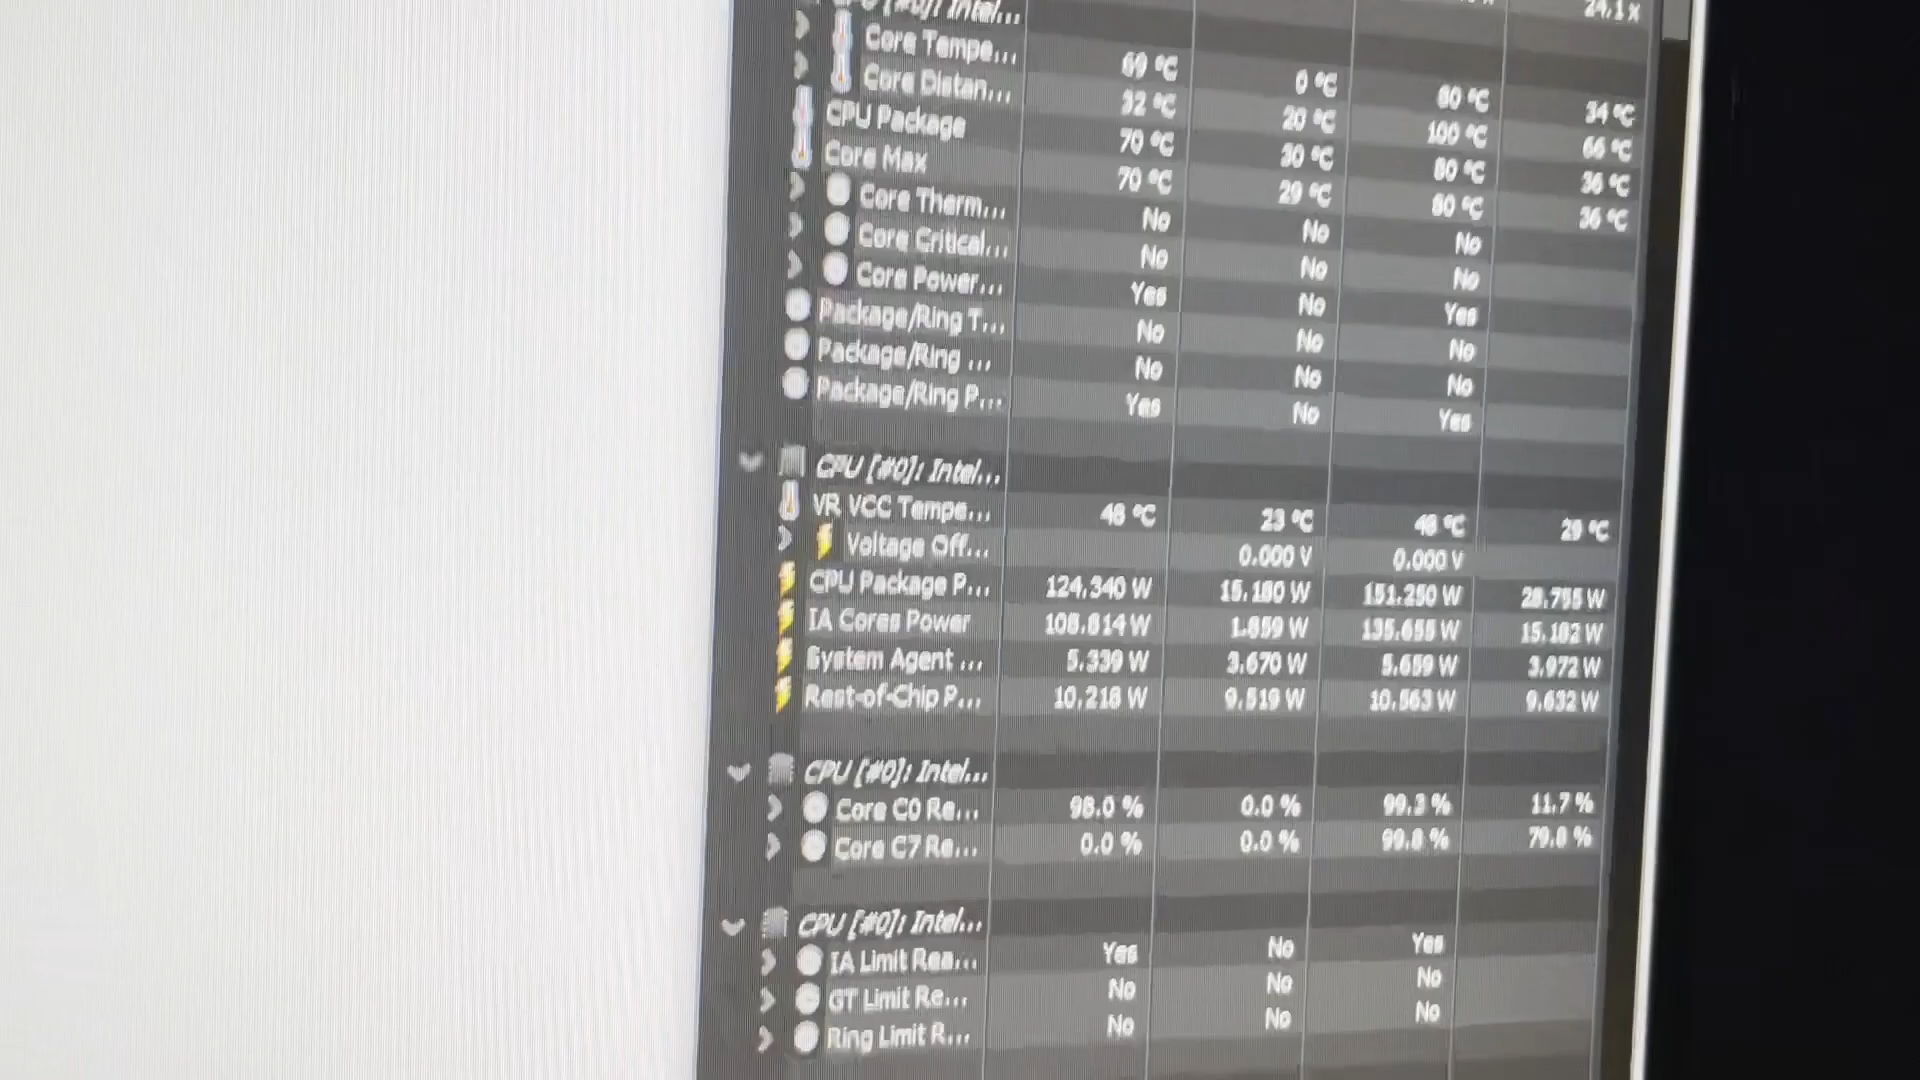 CPU [#0]: Intel... 24.1 x
Core Tempe... 69 °C 0 °C 80 °C 34 °C
Core Distan... 32 °C 20 °C 100 °C 66 °C
CPU Package 70 °C 30 °C 80 °C 36 °C
Core Max 70 °C 29 °C 80 °C 36 °C
Core Therm... No No No
Core Critical... No No No
Core Power... Yes No Yes
Package/Ring T... No No No
Package/Ring ... No No No
Package/Ring P... Yes No Yes
CPU [#0]: Intel...
VR VCC Tempe... 48 °C 23 °C 48 °C 29 °C
Voltage Off... 0.000 V 0.000 V
CPU Package P... 124.340 W 15.180 W 151.250 W 28.755 W
IA Cores Power 108.814 W 1.859 W 135.655 W 15.182 W
System Agent ... 5.339 W 3.670 W 5.659 W 3.972 W
Rest-of-Chip P... 10.218 W 9.519 W 10.563 W 9.632 W
CPU [#0]: Intel...
Core C0 Re... 98.0 % 0.0 % 99.3 % 11.7 %
Core C7 Re... 0.0 % 0.0 % 99.8 % 79.8 %
CPU [#0]: Intel...
IA Limit Rea... Yes No Yes
GT Limit Re... No No No
Ring Limit R... No No No